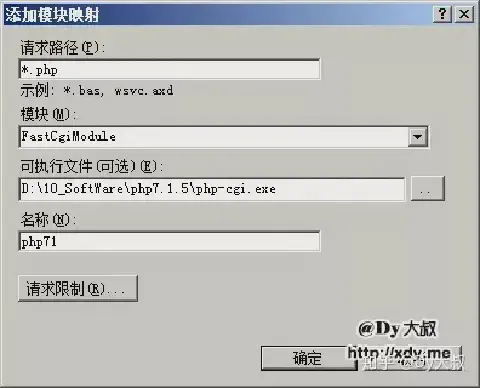 添加模块映射
请求路径(P):
*.php
示例: *.bas, wsvc.axd
模块(M):
FastCgiModule
可执行文件(可选)(E):
D:\10_SoftWare\php7.1.5\php-cgi.exe
..
名称(N):
php71
请求限制(R)...
@Dy大叔
http://xdy.me
确定
知乎 @Dy大叔